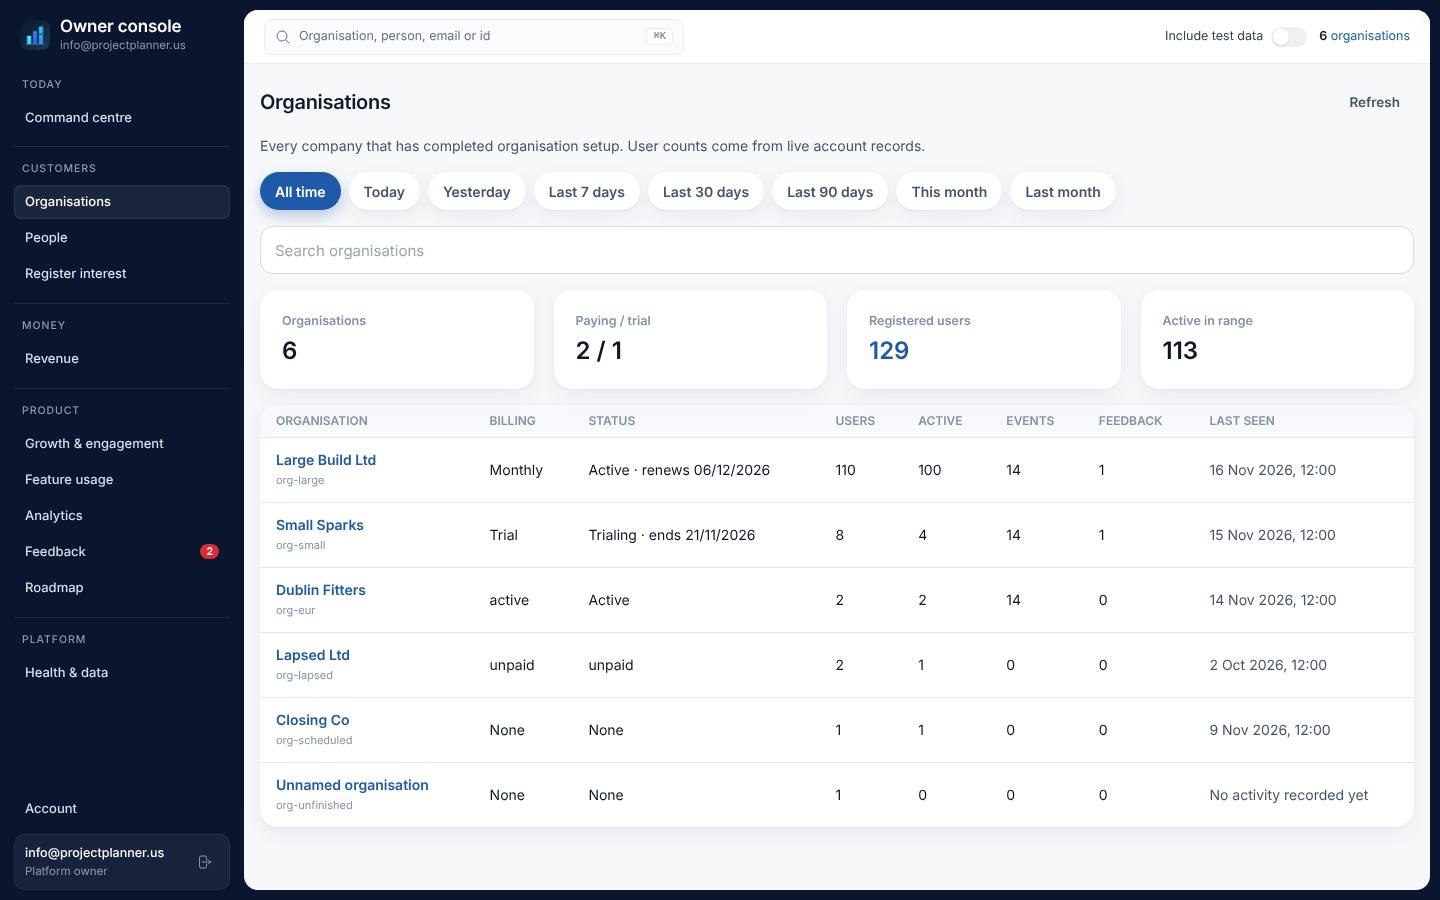 Owner console
info@projectplanner.us
TODAY
Command centre
CUSTOMERS
Organisations
People
Register interest
MONEY
Revenue
PRODUCT
Growth & engagement
Feature usage
Analytics
Feedback 2
Roadmap
PLATFORM
Health & data
Account
info@projectplanner.us
Platform owner
Organisation, person, email or id ⌘K
Include test data 6 organisations
Organisations
Refresh
Every company that has completed organisation setup. User counts come from live account records.
All time Today Yesterday Last 7 days Last 30 days Last 90 days This month Last month
Search organisations
Organisations Paying / trial Registered users Active in range
6 2 / 1 129 113
ORGANISATION BILLING STATUS USERS ACTIVE EVENTS FEEDBACK LAST SEEN
Large Build Ltd
org-large
Monthly Active · renews 06/12/2026 110 100 14 1 16 Nov 2026, 12:00
Small Sparks
org-small
Trial Trialing · ends 21/11/2026 8 4 14 1 15 Nov 2026, 12:00
Dublin Fitters
org-eur
active Active 2 2 14 0 14 Nov 2026, 12:00
Lapsed Ltd
org-lapsed
unpaid unpaid 2 1 0 0 2 Oct 2026, 12:00
Closing Co
org-scheduled
None None 1 1 0 0 9 Nov 2026, 12:00
Unnamed organisation
org-unfinished
None None 1 0 0 0 No activity recorded yet